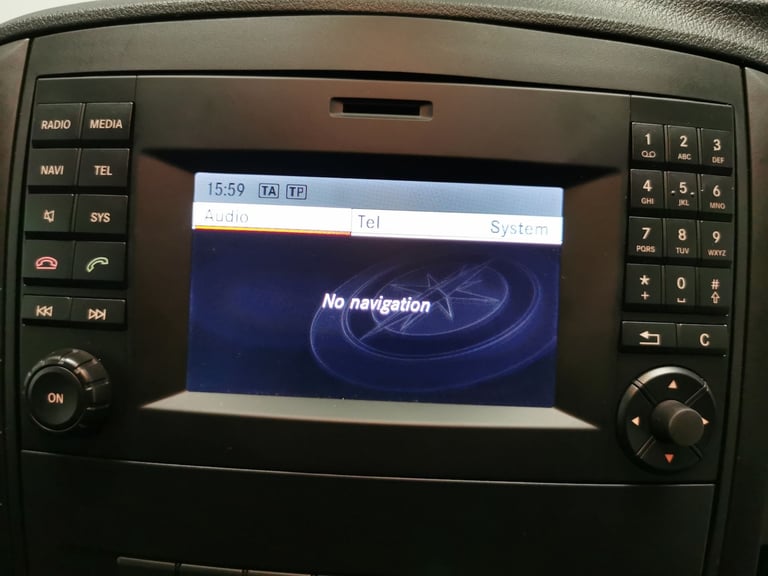 RADIO MEDIA
NAVI TEL
SYS
ON
15:59 TA TP
Audio Tel System
No navigation
1 2 ABC 3 DEF
4 GHI 5 JKL 6 MNO
7 PQRS 8 TUV 9 WXYZ
* + 0 #
C